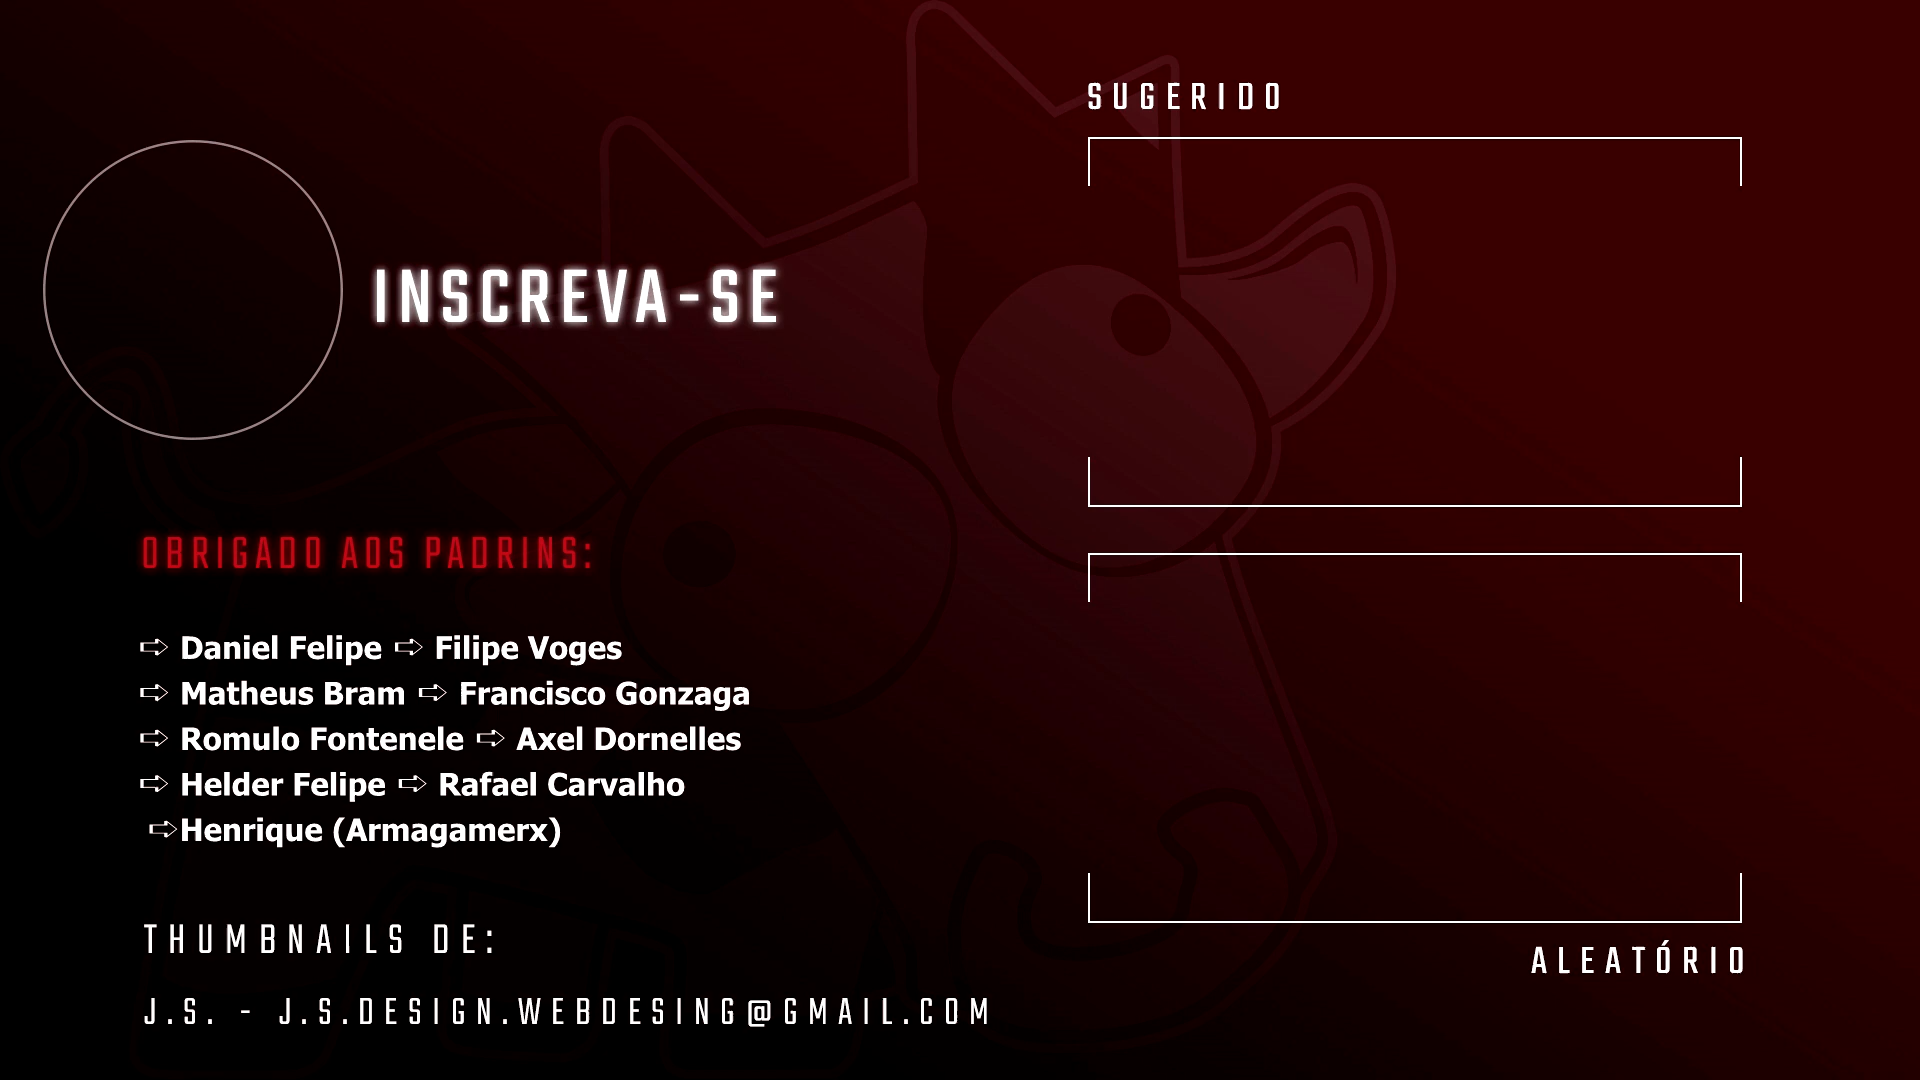 SUGERIDO
INSCREVA-SE
OBRIGADO AOS PADRINS:
➩ Daniel Felipe ➩ Filipe Voges
➩ Matheus Bram ➩ Francisco Gonzaga
➩ Romulo Fontenele ➩ Axel Dornelles
➩ Helder Felipe ➩ Rafael Carvalho
➩Henrique (Armagamerx)
THUMBNAILS DE:
J.S. - J.S.DESIGN.WEBDESING@GMAIL.COM
ALEATÓRIO